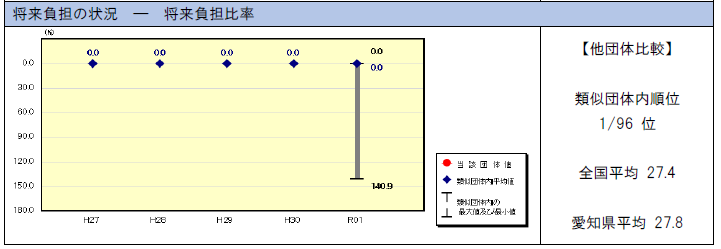 将来負担の状況 ― 将来負担比率
(%)
0.0 0.0 0.0 0.0 0.0
0.0
0.0
30.0
60.0
90.0
120.0
150.0
180.0
140.9
H27 H28 H29 H30 R01
当該団体値
類似団体内平均値
類似団体内の
最大値及び最小値
【他団体比較】
類似団体内順位
1/96 位
全国平均 27.4
愛知県平均 27.8